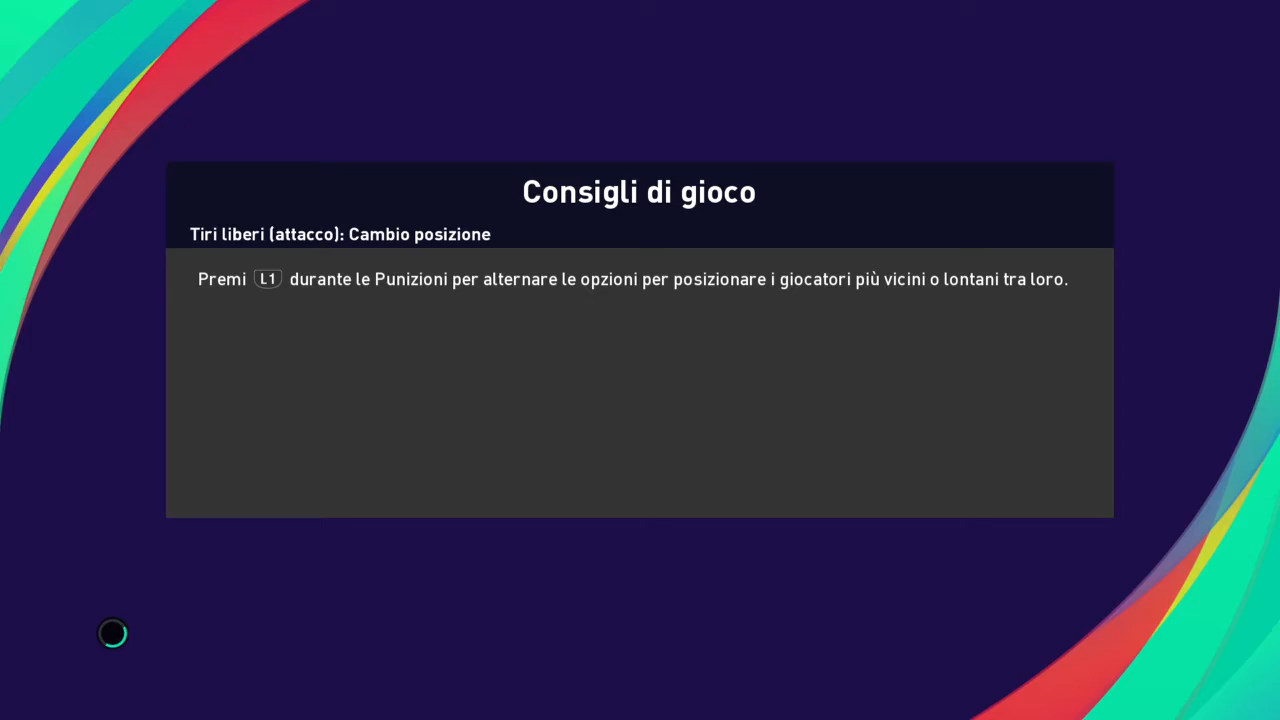 Consigli di gioco
Tiri liberi (attacco): Cambio posizione
Premi L1 durante le Punizioni per alternare le opzioni per posizionare i giocatori più vicini o lontani tra loro.